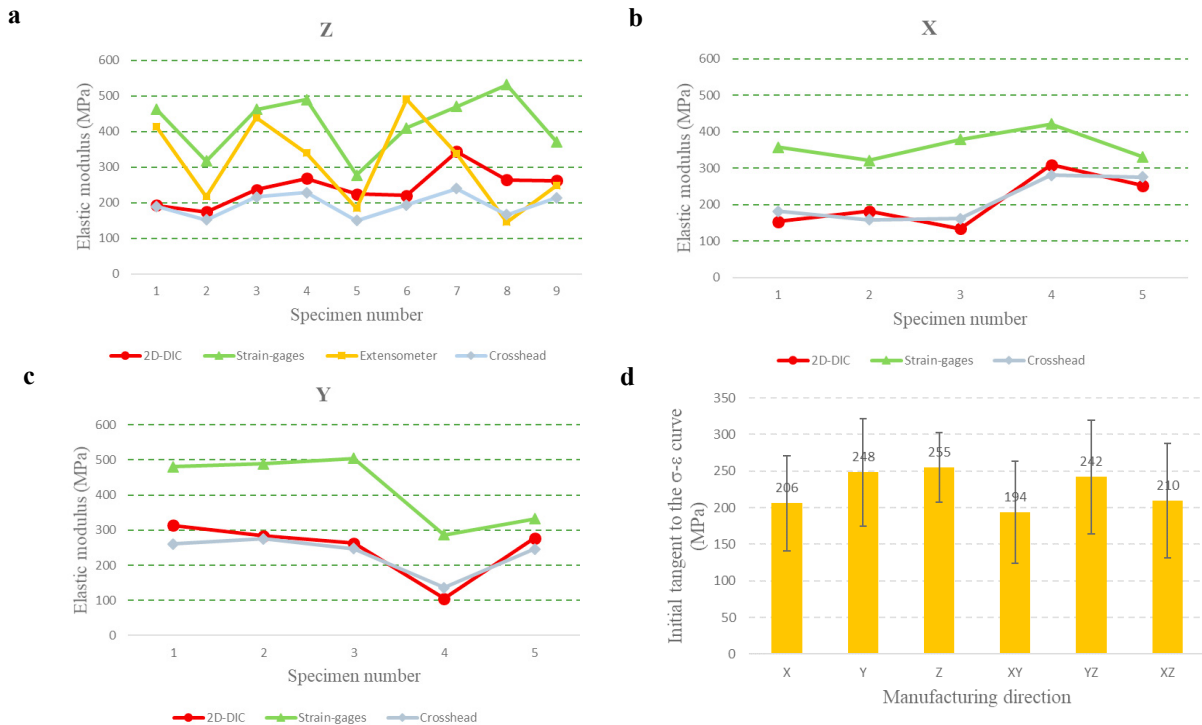 a
Z
Elastic modulus (MPa)
600
500
400
300
200
100
0
1 2 3 4 5 6 7 8 9
Specimen number
2D-DIC Strain-gages Extensometer Crosshead
b
X
Elastic modulus (MPa)
600
500
400
300
200
100
0
1 2 3 4 5
Specimen number
2D-DIC Strain-gages Crosshead
c
Y
Elastic modulus (MPa)
600
500
400
300
200
100
0
1 2 3 4 5
Specimen number
2D-DIC Strain-gages Crosshead
d
Initial tangent to the σ-ε curve
(MPa)
350
300
250
200
150
100
50
0
206 248 255 194 242 210
X Y Z XY YZ XZ
Manufacturing direction